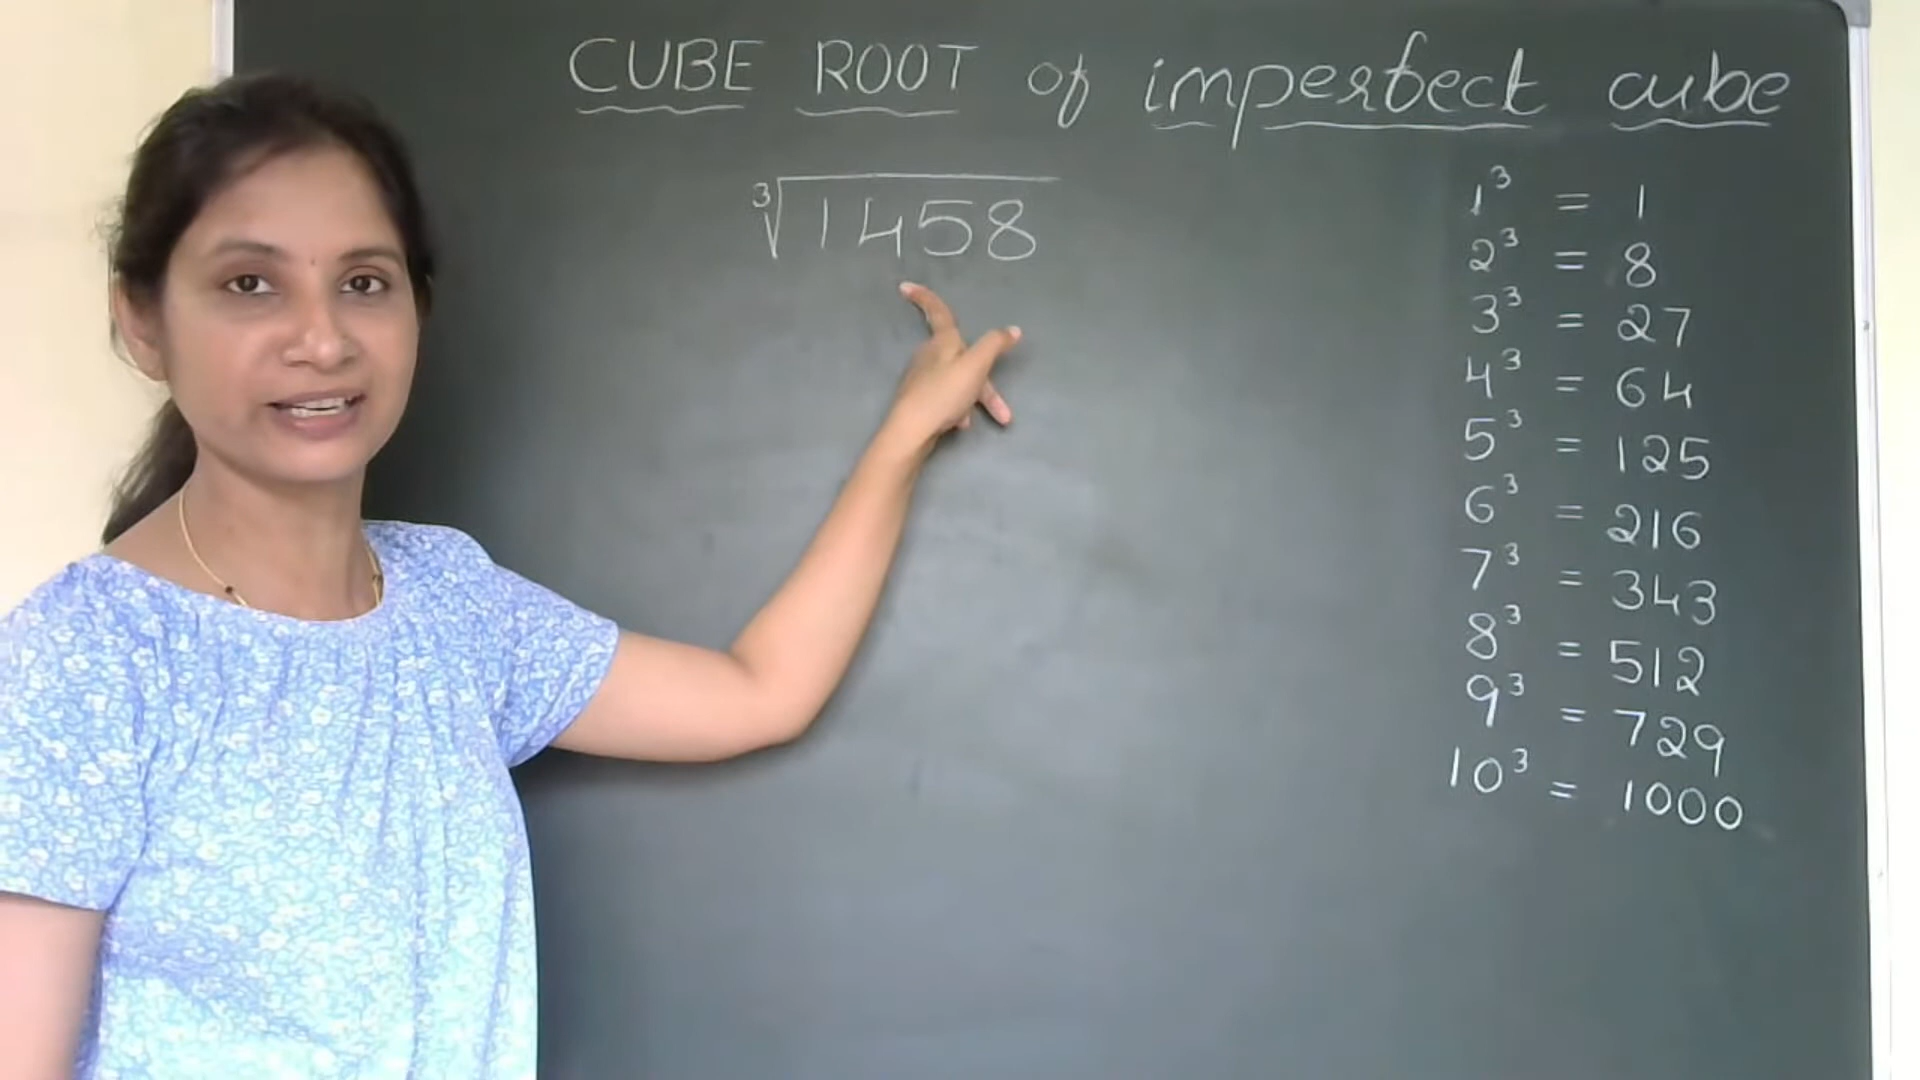 CUBE ROOT of imperfect cube
∛1458
1³ = 1
2³ = 8
3³ = 27
4³ = 64
5³ = 125
6³ = 216
7³ = 343
8³ = 512
9³ = 729
10³ = 1000